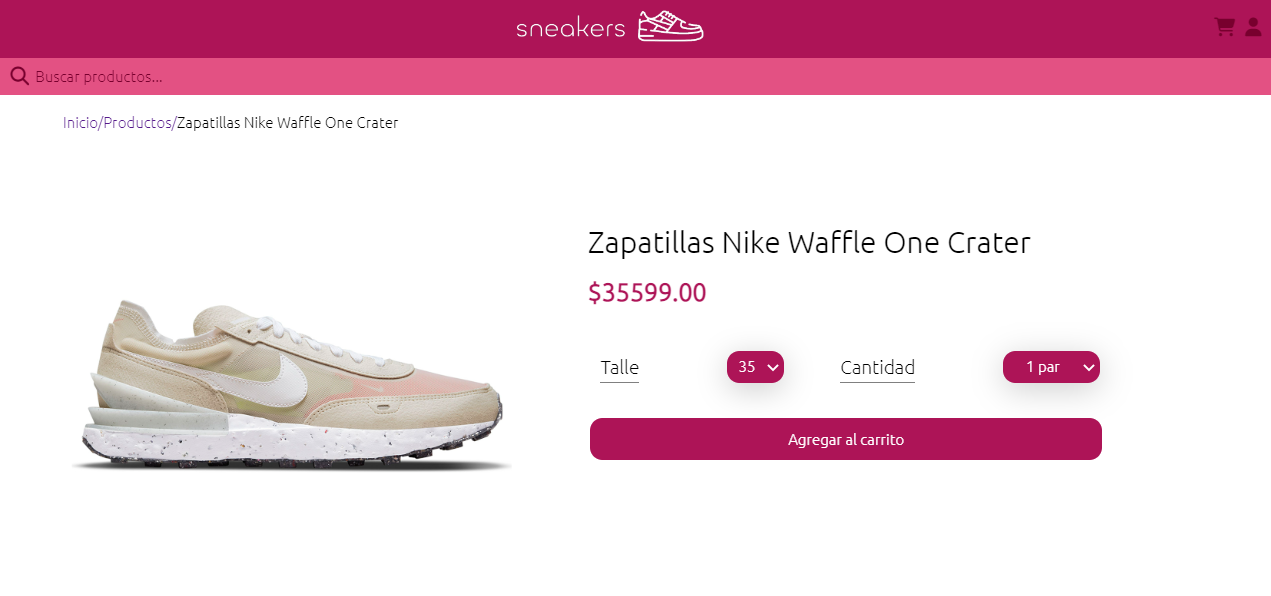 sneakers
Buscar productos...
Inicio/Productos/Zapatillas Nike Waffle One Crater
Zapatillas Nike Waffle One Crater
$35599.00
Talle 35 Cantidad 1 par
Agregar al carrito